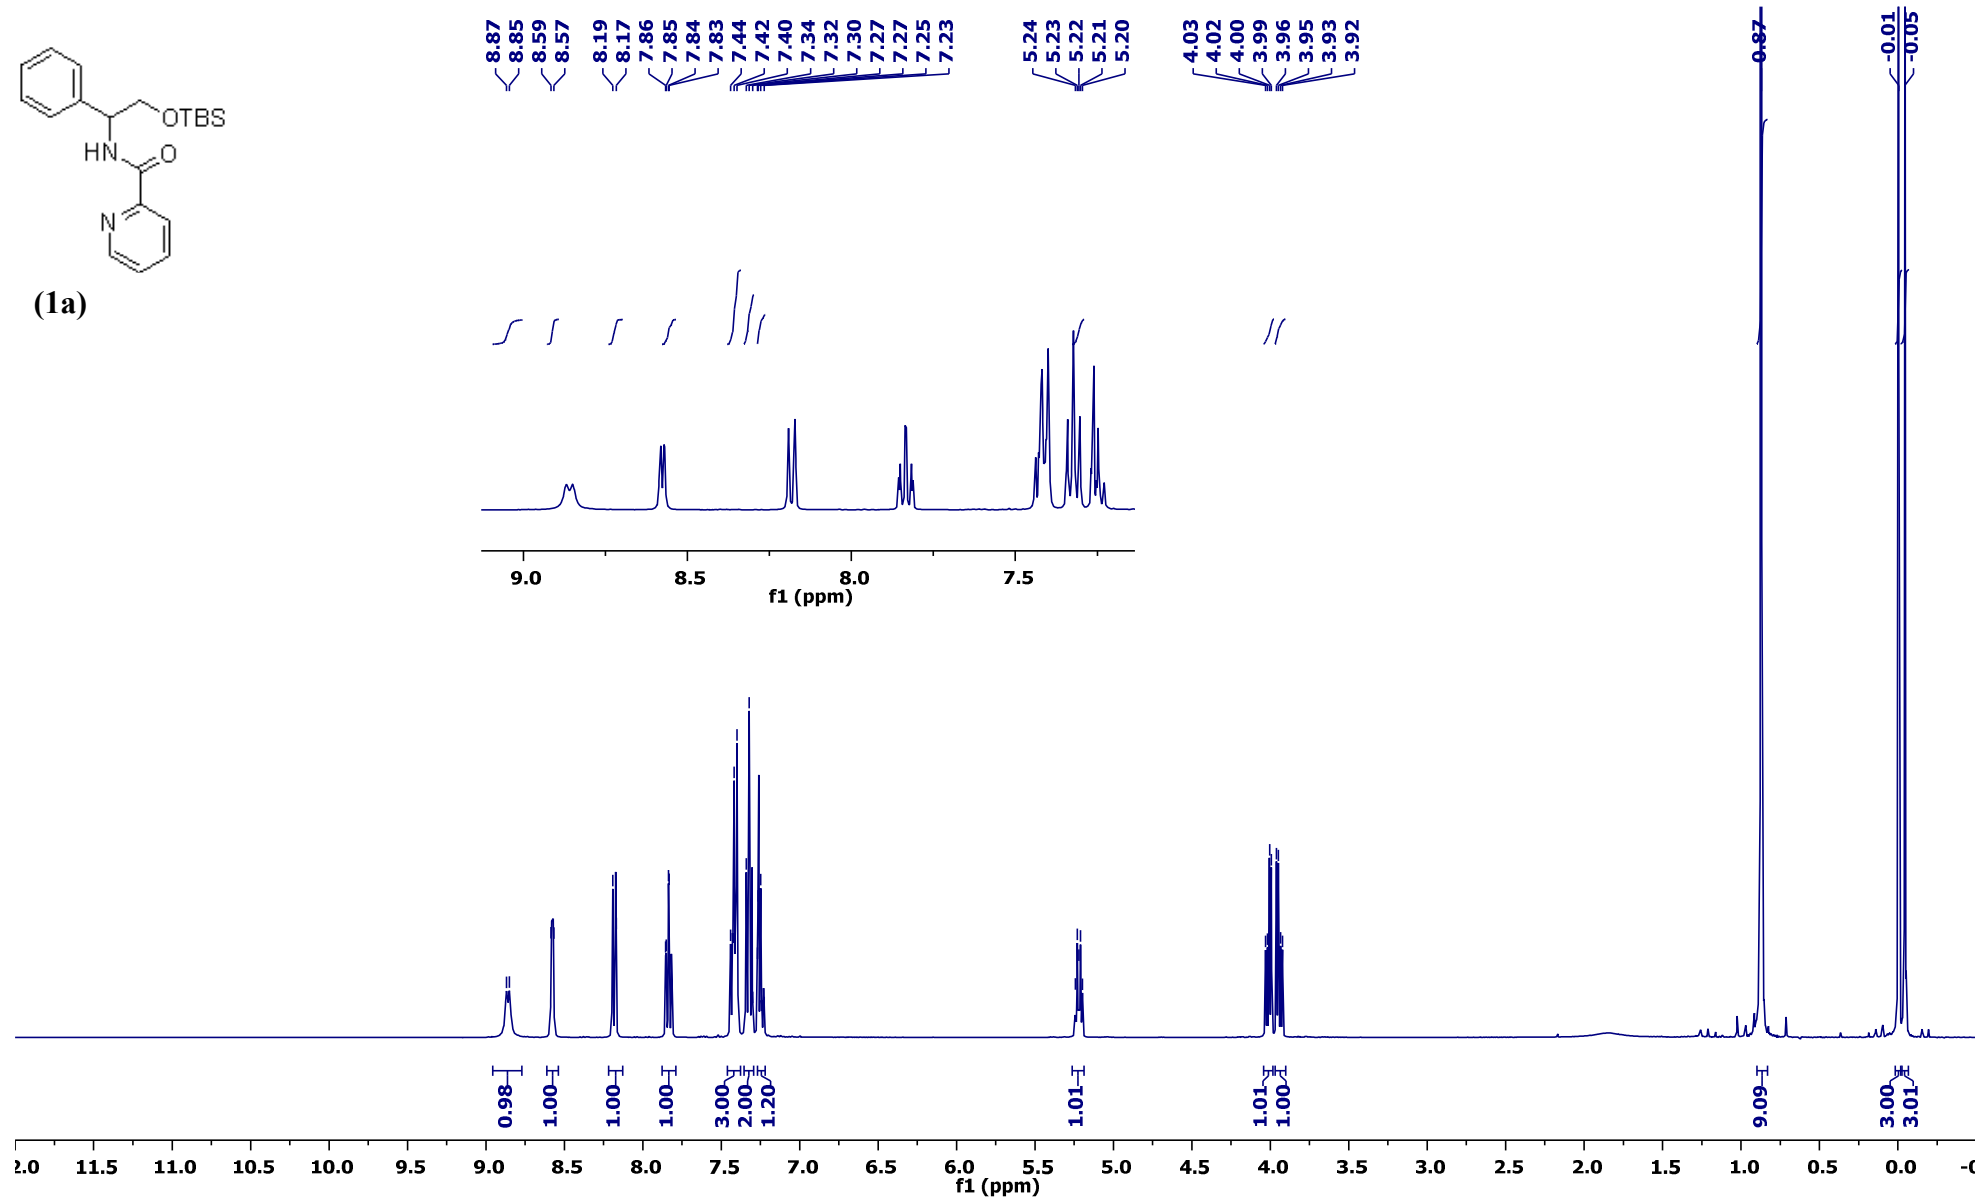 8.87 8.85 8.59 8.57 8.19 8.17 7.86 7.85 7.84 7.83 7.44 7.42 7.40 7.34 7.32 7.30 7.27 7.27 7.25 7.23 5.24 5.23 5.22 5.21 5.20 4.03 4.02 4.00 3.99 3.96 3.95 3.93 3.92 0.87 -0.01 -0.05
OTBS
HN
O
N
(1a)
9.0 8.5 8.0 7.5
f1 (ppm)
0.98 1.00 1.00 1.00 3.00 2.00 1.20 1.01 1.01 1.00 9.09 3.00 3.01
2.0 11.5 11.0 10.5 10.0 9.5 9.0 8.5 8.0 7.5 7.0 6.5 6.0 5.5 5.0 4.5 4.0 3.5 3.0 2.5 2.0 1.5 1.0 0.5 0.0 -0
f1 (ppm)